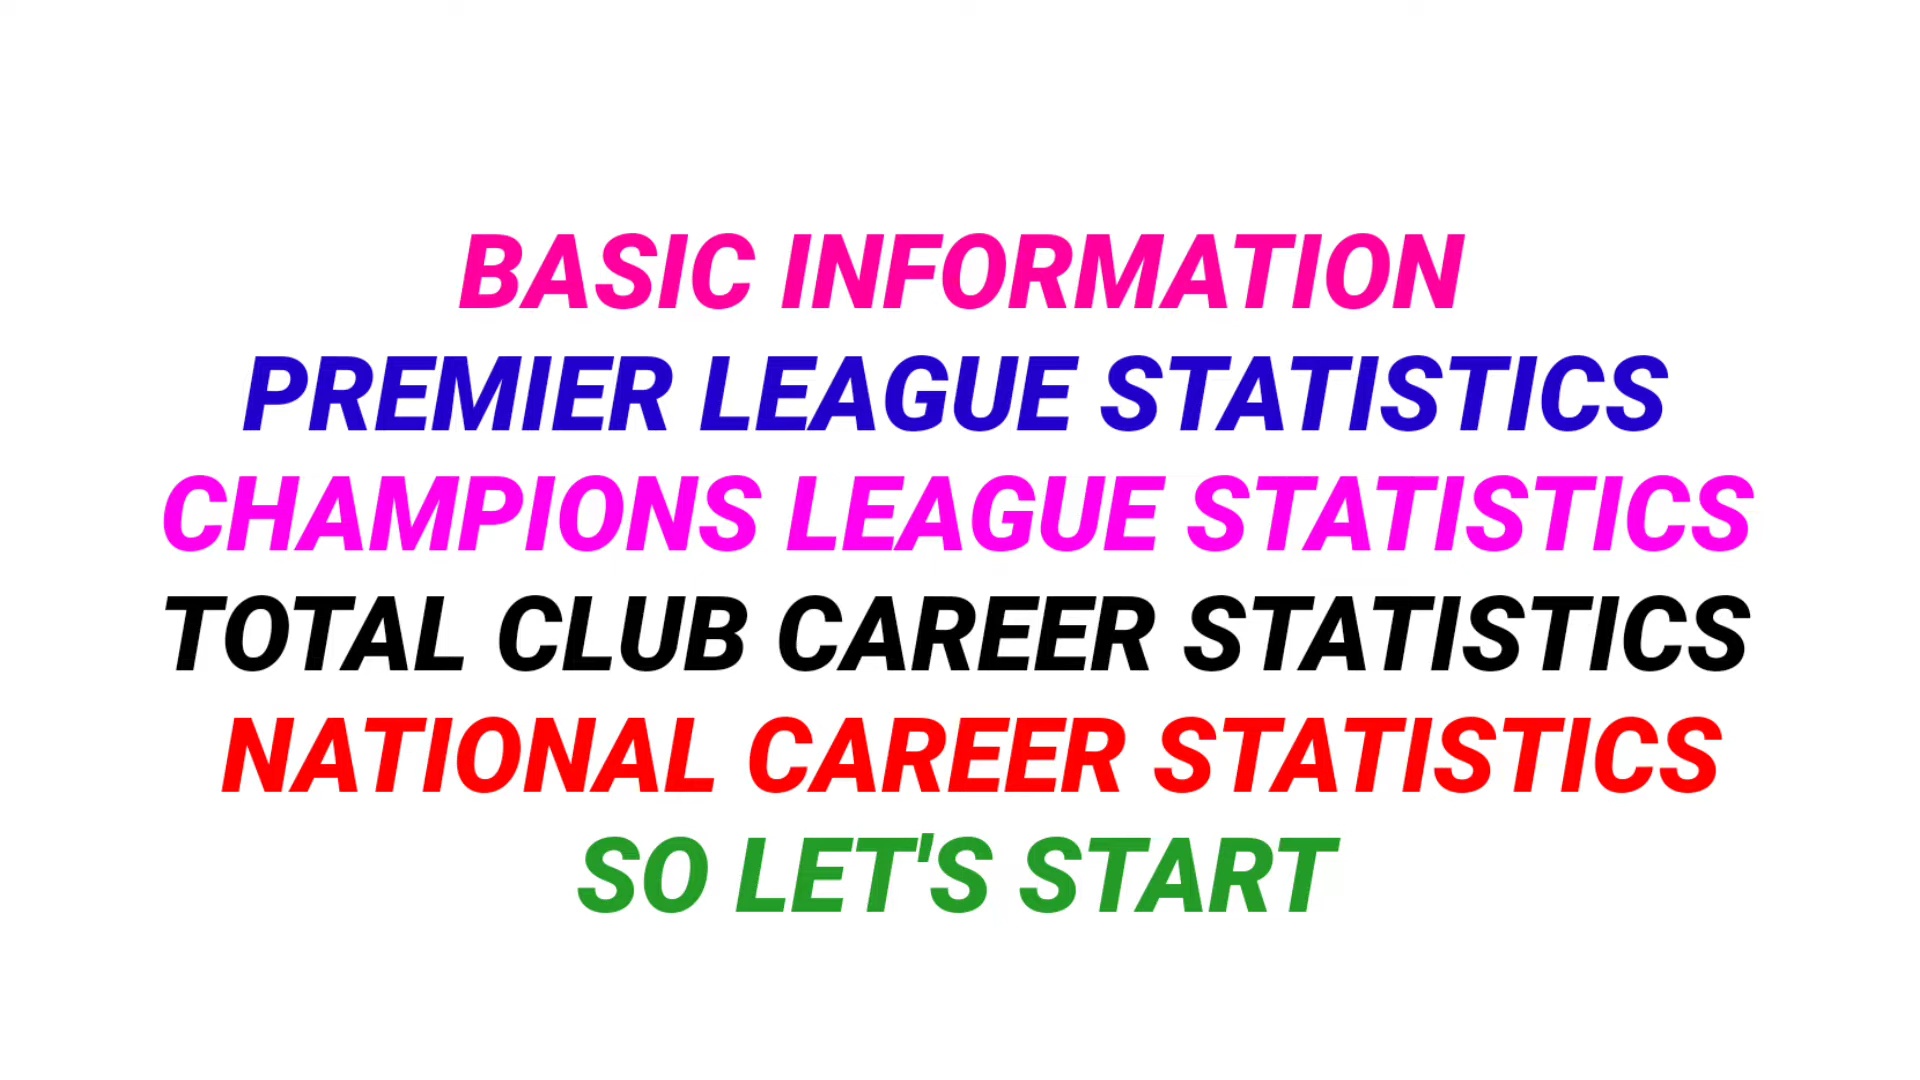 BASIC INFORMATION
PREMIER LEAGUE STATISTICS
CHAMPIONS LEAGUE STATISTICS
TOTAL CLUB CAREER STATISTICS
NATIONAL CAREER STATISTICS
SO LET'S START